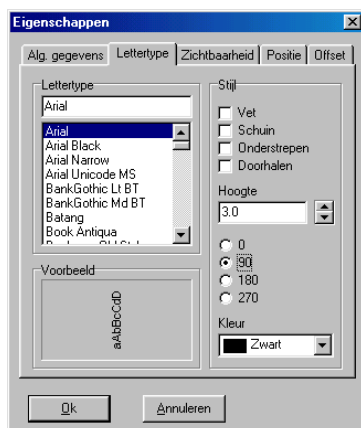 Eigenschappen
Alg. gegevens Lettertype Zichtbaarheid Positie Offset
Lettertype
Arial
Arial
Arial Black
Arial Narrow
Arial Unicode MS
BankGothic Lt BT
BankGothic Md BT
Batang
Book Antiqua
Voorbeeld
aAbBcCdD
Stijl
Vet
Schuin
Onderstrepen
Doorhalen
Hoogte
3.0
0
90
180
270
Kleur
Zwart
Ok Annuleren